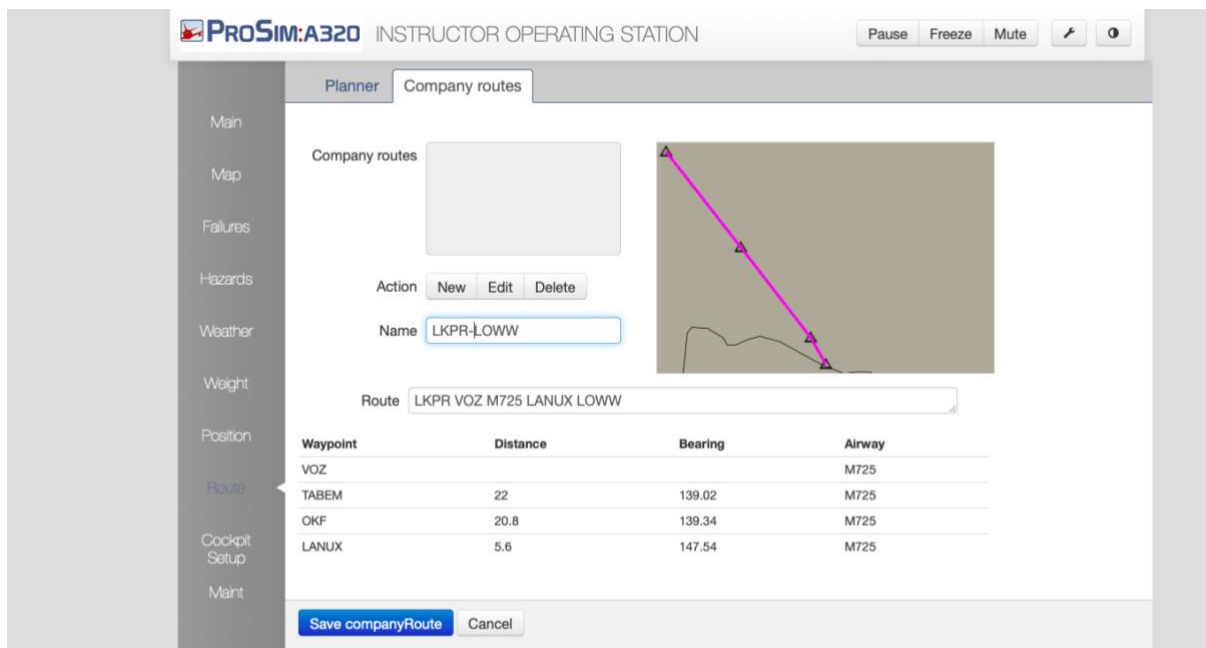 PROSIM:A320 INSTRUCTOR OPERATING STATION Pause Freeze Mute
Planner Company routes
Main
Map
Failures
Hazards
Weather
Weight
Position
Route
Cockpit
Setup
Maint
Company routes
Action New Edit Delete
Name LKPR-LOWW
Route LKPR VOZ M725 LANUX LOWW
Waypoint Distance Bearing Airway
VOZ M725
TABEM 22 139.02 M725
OKF 20.8 139.34 M725
LANUX 5.6 147.54 M725
Save companyRoute Cancel